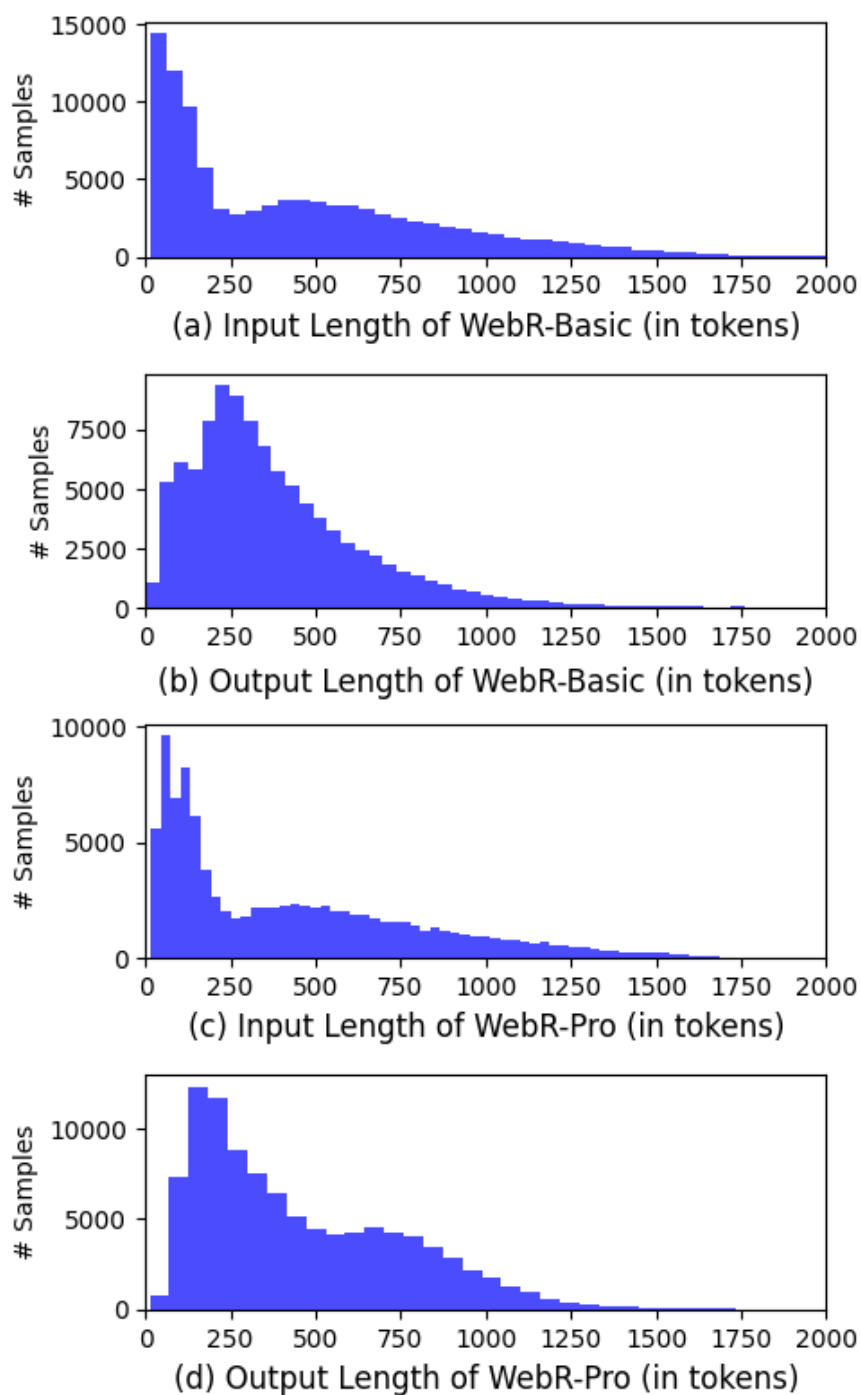 15000
10000
5000
0
# Samples
0 250 500 750 1000 1250 1500 1750 2000
(a) Input Length of WebR-Basic (in tokens)
7500
5000
2500
0
# Samples
0 250 500 750 1000 1250 1500 1750 2000
(b) Output Length of WebR-Basic (in tokens)
10000
5000
0
# Samples
0 250 500 750 1000 1250 1500 1750 2000
(c) Input Length of WebR-Pro (in tokens)
10000
5000
0
# Samples
0 250 500 750 1000 1250 1500 1750 2000
(d) Output Length of WebR-Pro (in tokens)